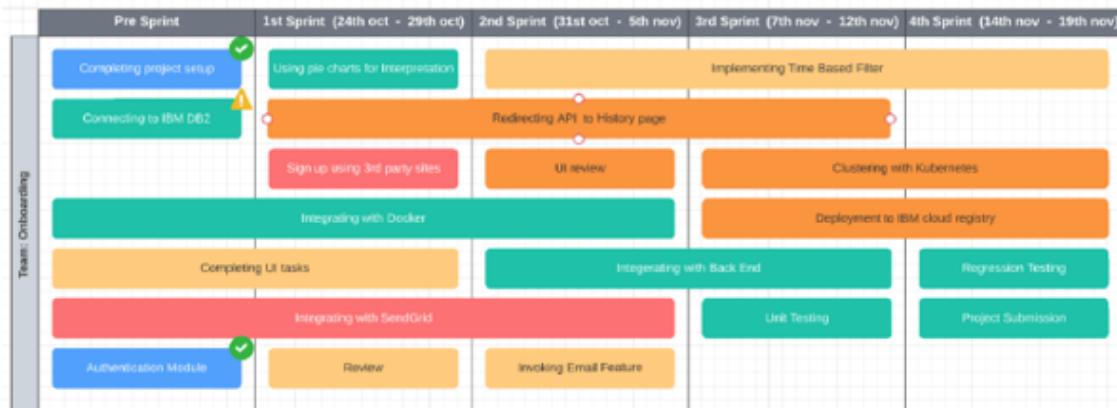 Pre Sprint
1st Sprint (24th oct - 29th oct)
2nd Sprint (31st oct - 5th nov)
3rd Sprint (7th nov - 12th nov)
4th Sprint (14th nov - 19th nov)
Team: Onboarding
Completing project setup
Using pie charts for Interpretation
Implementing Time Based Filter
Connecting to IBM DB2
Redirecting API to History page
Sign up using 3rd party sites
UI review
Clustering with Kubernetes
Integrating with Docker
Deployment to IBM cloud registry
Completing UI tasks
Integerating with Back End
Regression Testing
Integrating with SendGrid
Unit Testing
Project Submission
Authentication Module
Review
Invoking Email Feature